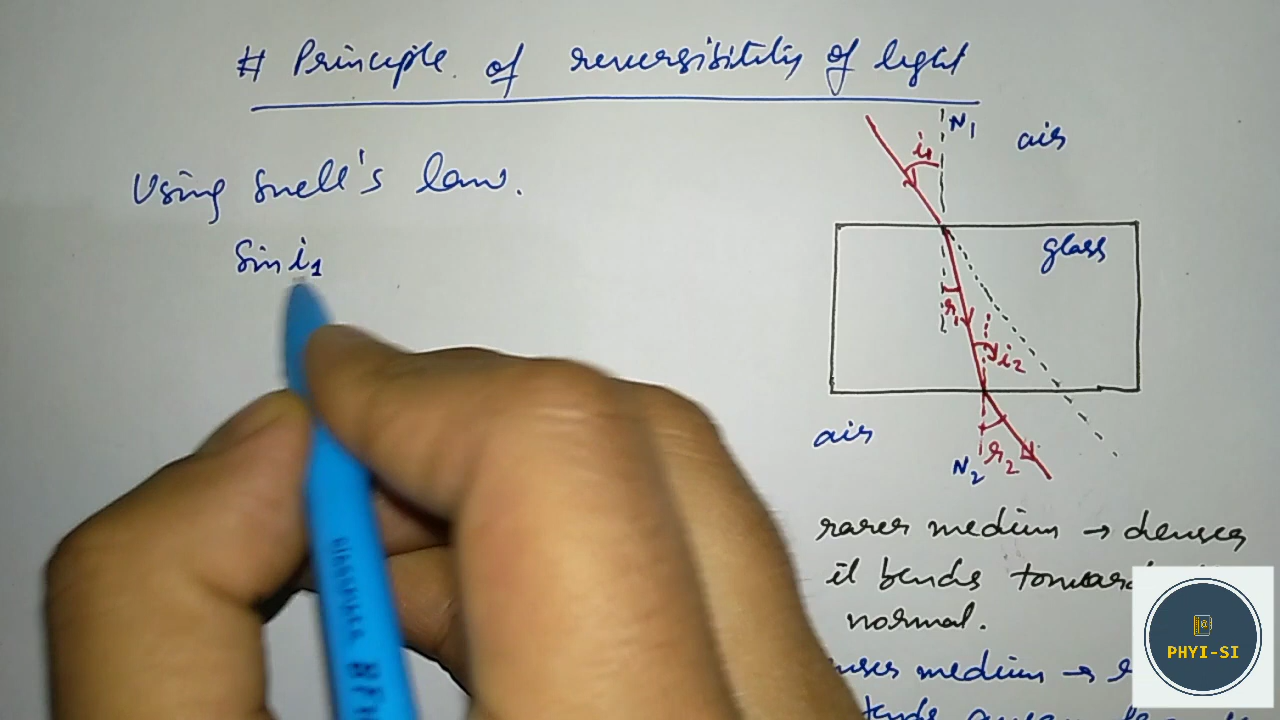 # Principle of reversibility of light
Using Snell's law.
Sin i1
N1
air
i1
glass
r1
i2
air
N2
r2
rarer medium → denser
it bends
normal.
medium →
PHYI-SI